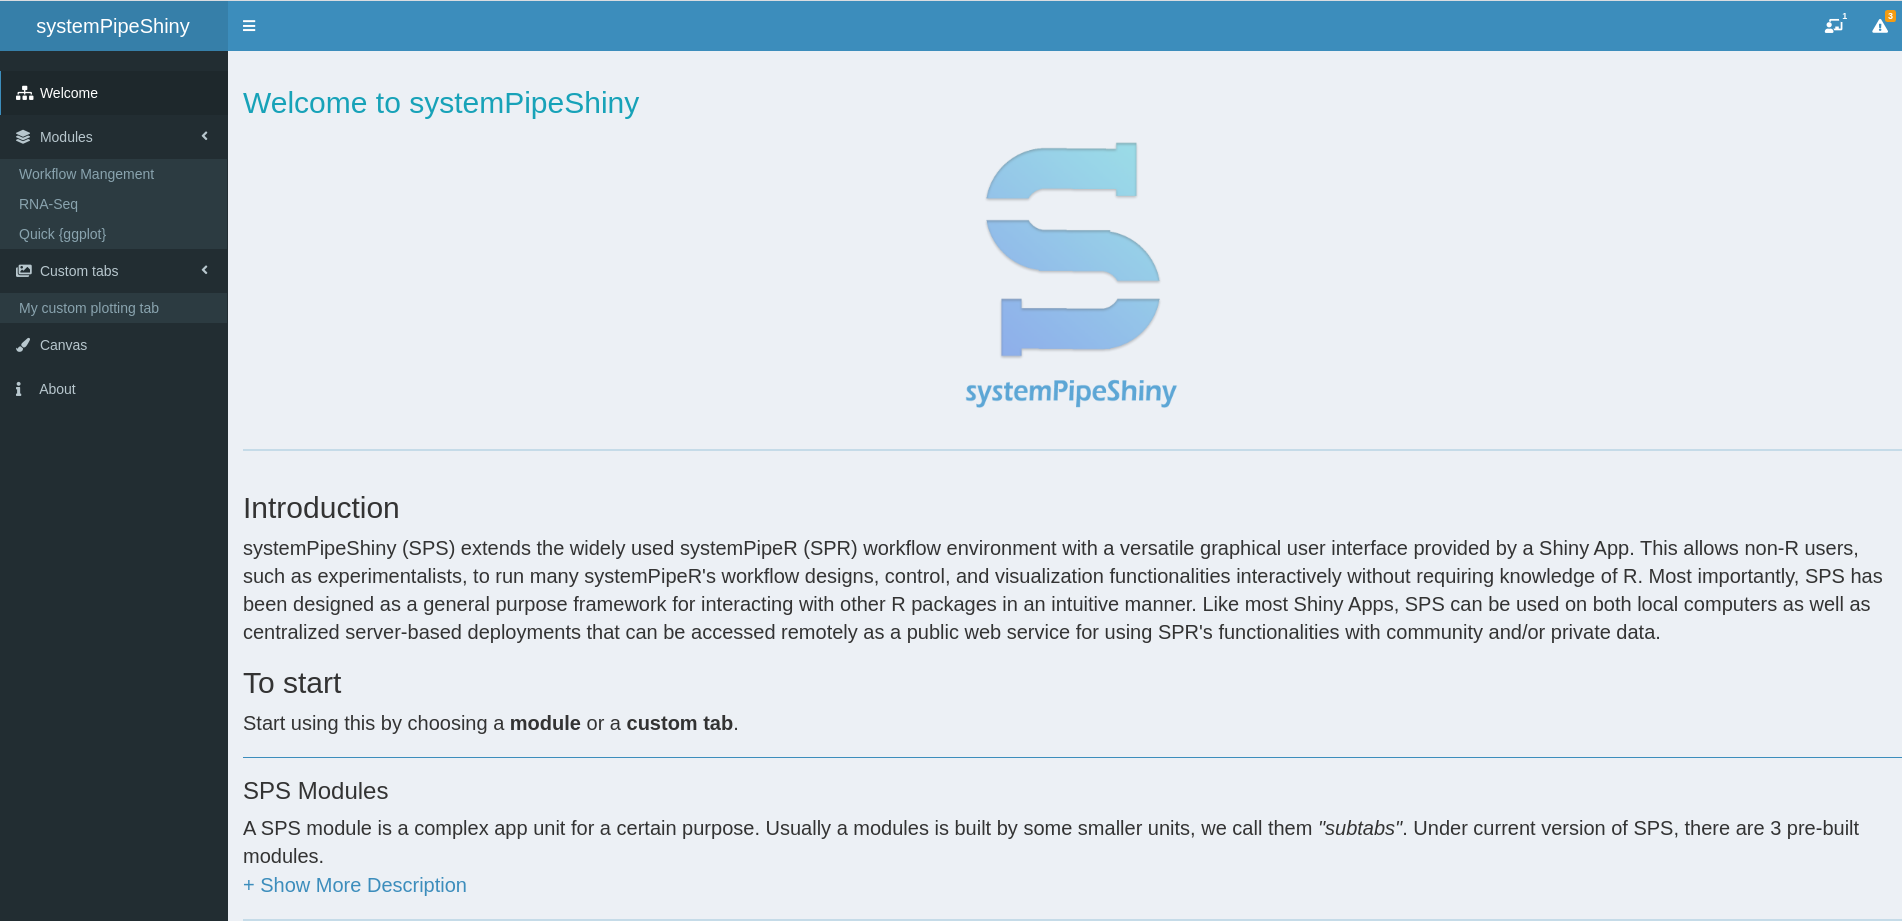 systemPipeShiny
1
3
Welcome
Modules
Workflow Mangement
RNA-Seq
Quick {ggplot}
Custom tabs
My custom plotting tab
Canvas
About
Welcome to systemPipeShiny
systemPipeShiny
Introduction
systemPipeShiny (SPS) extends the widely used systemPipeR (SPR) workflow environment with a versatile graphical user interface provided by a Shiny App. This allows non-R users,
such as experimentalists, to run many systemPipeR's workflow designs, control, and visualization functionalities interactively without requiring knowledge of R. Most importantly, SPS has
been designed as a general purpose framework for interacting with other R packages in an intuitive manner. Like most Shiny Apps, SPS can be used on both local computers as well as
centralized server-based deployments that can be accessed remotely as a public web service for using SPR's functionalities with community and/or private data.
To start
Start using this by choosing a module or a custom tab.
SPS Modules
A SPS module is a complex app unit for a certain purpose. Usually a modules is built by some smaller units, we call them "subtabs". Under current version of SPS, there are 3 pre-built
modules.
+ Show More Description